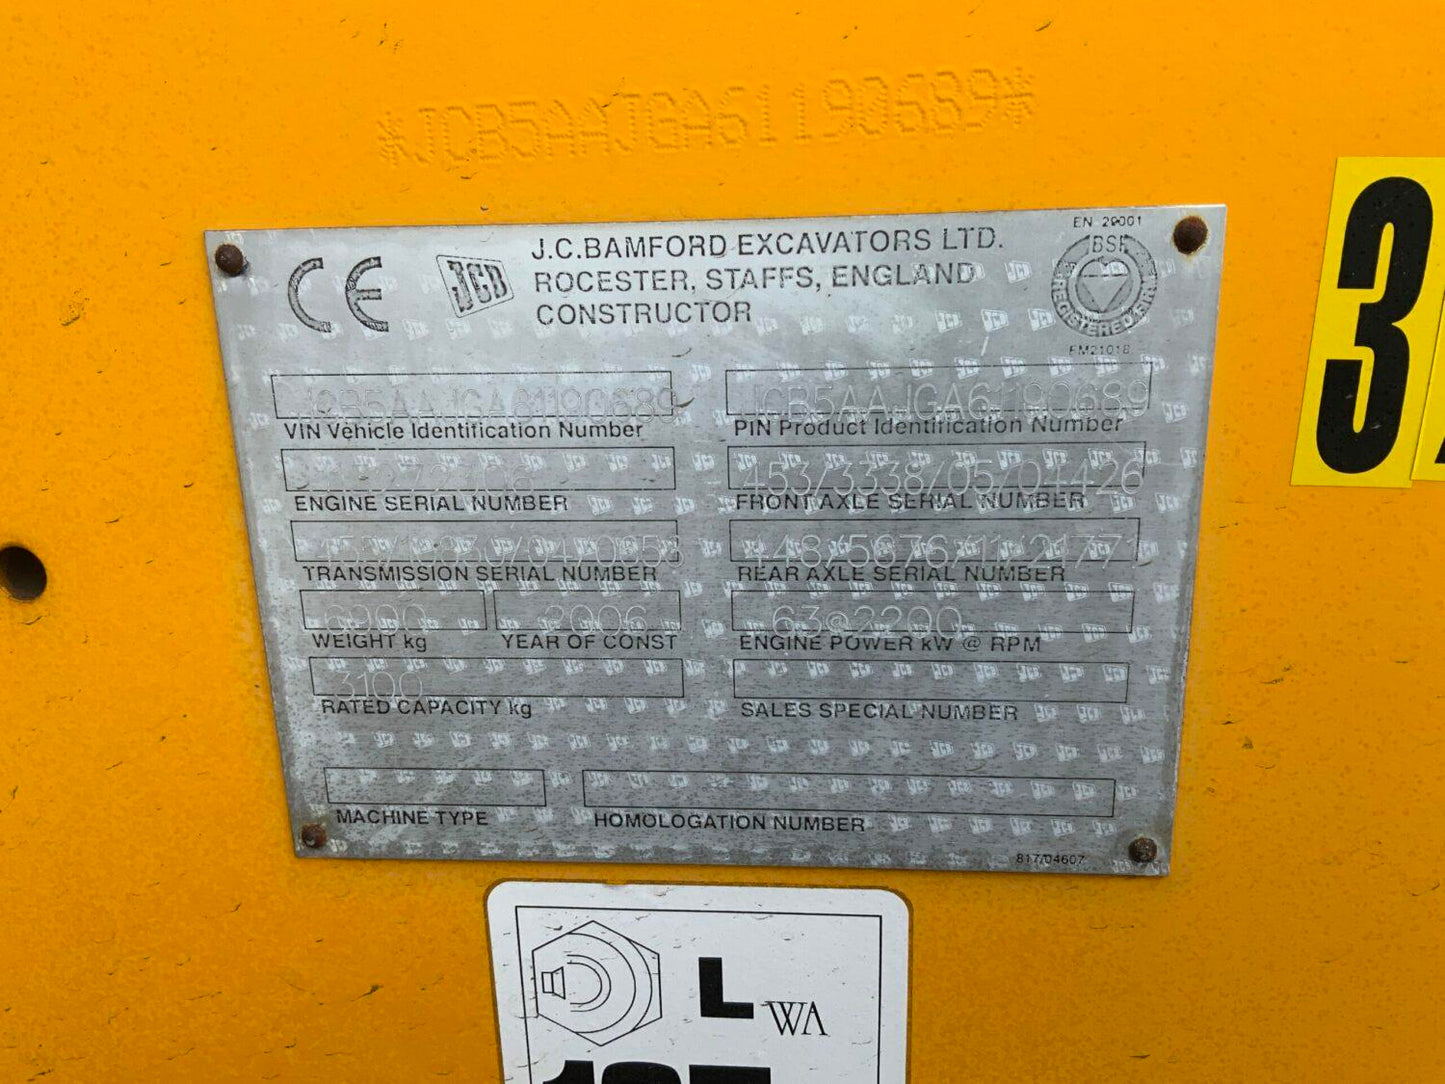 *JCB5AAJGA61190689*
CE
JCB
J.C.BAMFORD EXCAVATORS LTD.
ROCESTER, STAFFS, ENGLAND
CONSTRUCTOR
EN 29001
BSI
REGISTERED FIRM
FM21018
JCB5AAJGA61190689
VIN Vehicle Identification Number
JCB5AAJGA61190689
PIN Product Identification Number
ENGINE SERIAL NUMBER
453/3338/05/04426
FRONT AXLE SERIAL NUMBER
TRANSMISSION SERIAL NUMBER
REAR AXLE SERIAL NUMBER
6900
WEIGHT kg
2006
YEAR OF CONST
63@2200
ENGINE POWER kW @ RPM
3100
RATED CAPACITY kg
SALES SPECIAL NUMBER
MACHINE TYPE
HOMOLOGATION NUMBER
817/04607
3
L WA